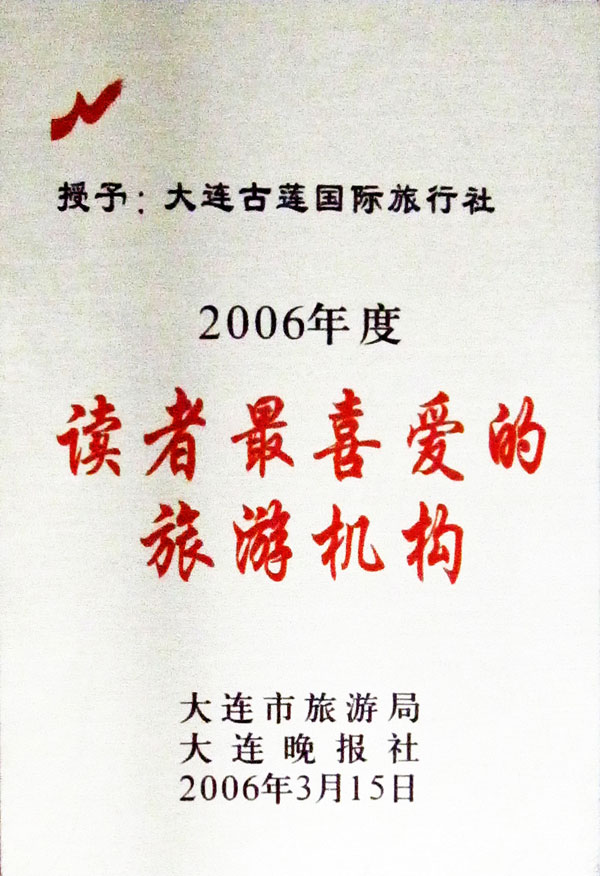 授予：大连古莲国际旅行社
2006年度
读者最喜爱的
旅游机构
大连市旅游局
大连晚报社
2006年3月15日